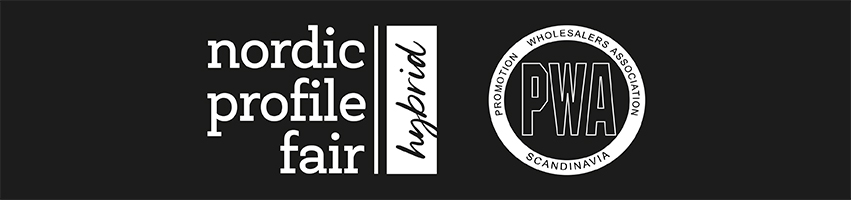 nordic
profile
fair
hybrid
PROMOTION WHOLESALERS ASSOCIATION
PWA
SCANDINAVIA